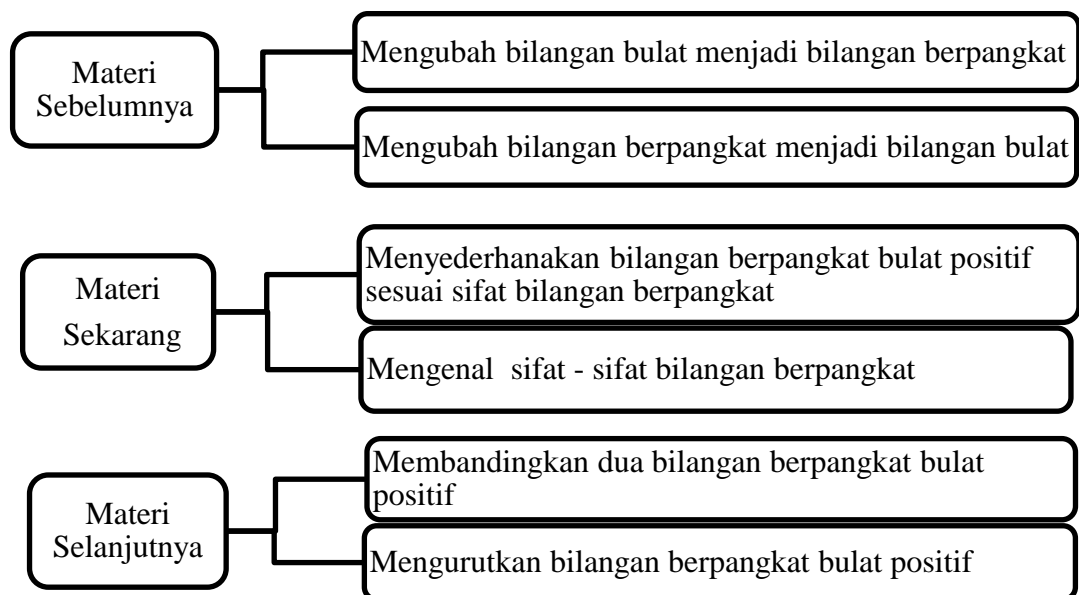 Materi
Sebelumnya
Mengubah bilangan bulat menjadi bilangan berpangkat
Mengubah bilangan berpangkat menjadi bilangan bulat
Materi
Sekarang
Menyederhanakan bilangan berpangkat bulat positif
sesuai sifat bilangan berpangkat
Mengenal sifat - sifat bilangan berpangkat
Materi
Selanjutnya
Membandingkan dua bilangan berpangkat bulat
positif
Mengurutkan bilangan berpangkat bulat positif